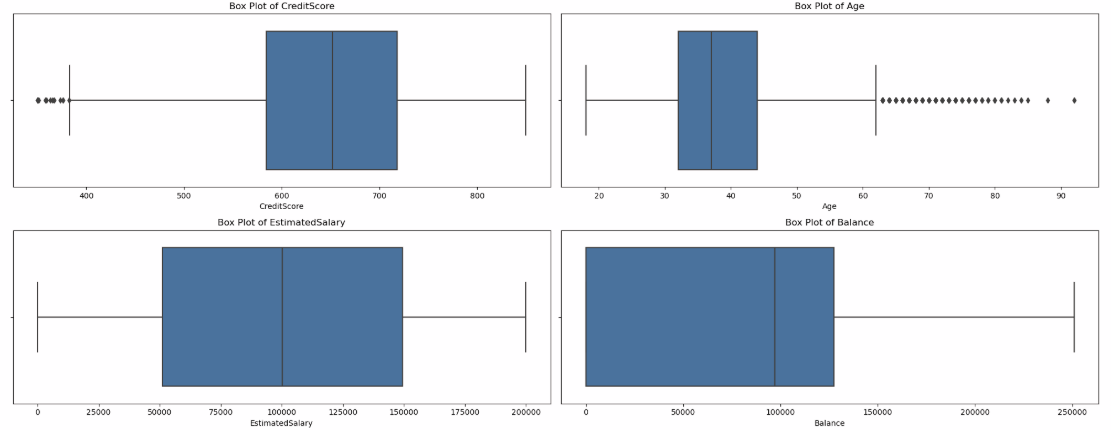 Box Plot of CreditScore
400 500 600 700 800
CreditScore
Box Plot of Age
20 30 40 50 60 70 80 90
Age
Box Plot of EstimatedSalary
0 25000 50000 75000 100000 125000 150000 175000 200000
EstimatedSalary
Box Plot of Balance
0 50000 100000 150000 200000 250000
Balance